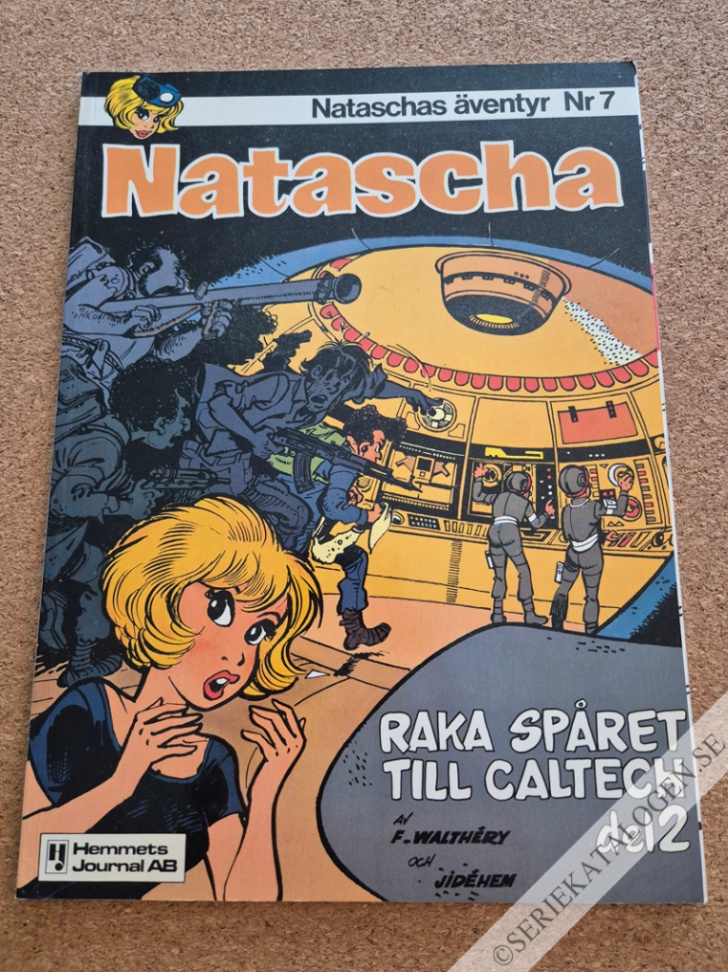 Nataschas äventyr Nr 7
Natascha
RAKA SPÅRET
TILL CALTECH
del 2
AV
F. WALTHÉRY
OCH
JIDÉHEM
H
Hemmets
Journal AB
© SERIEKATALOGEN.SE